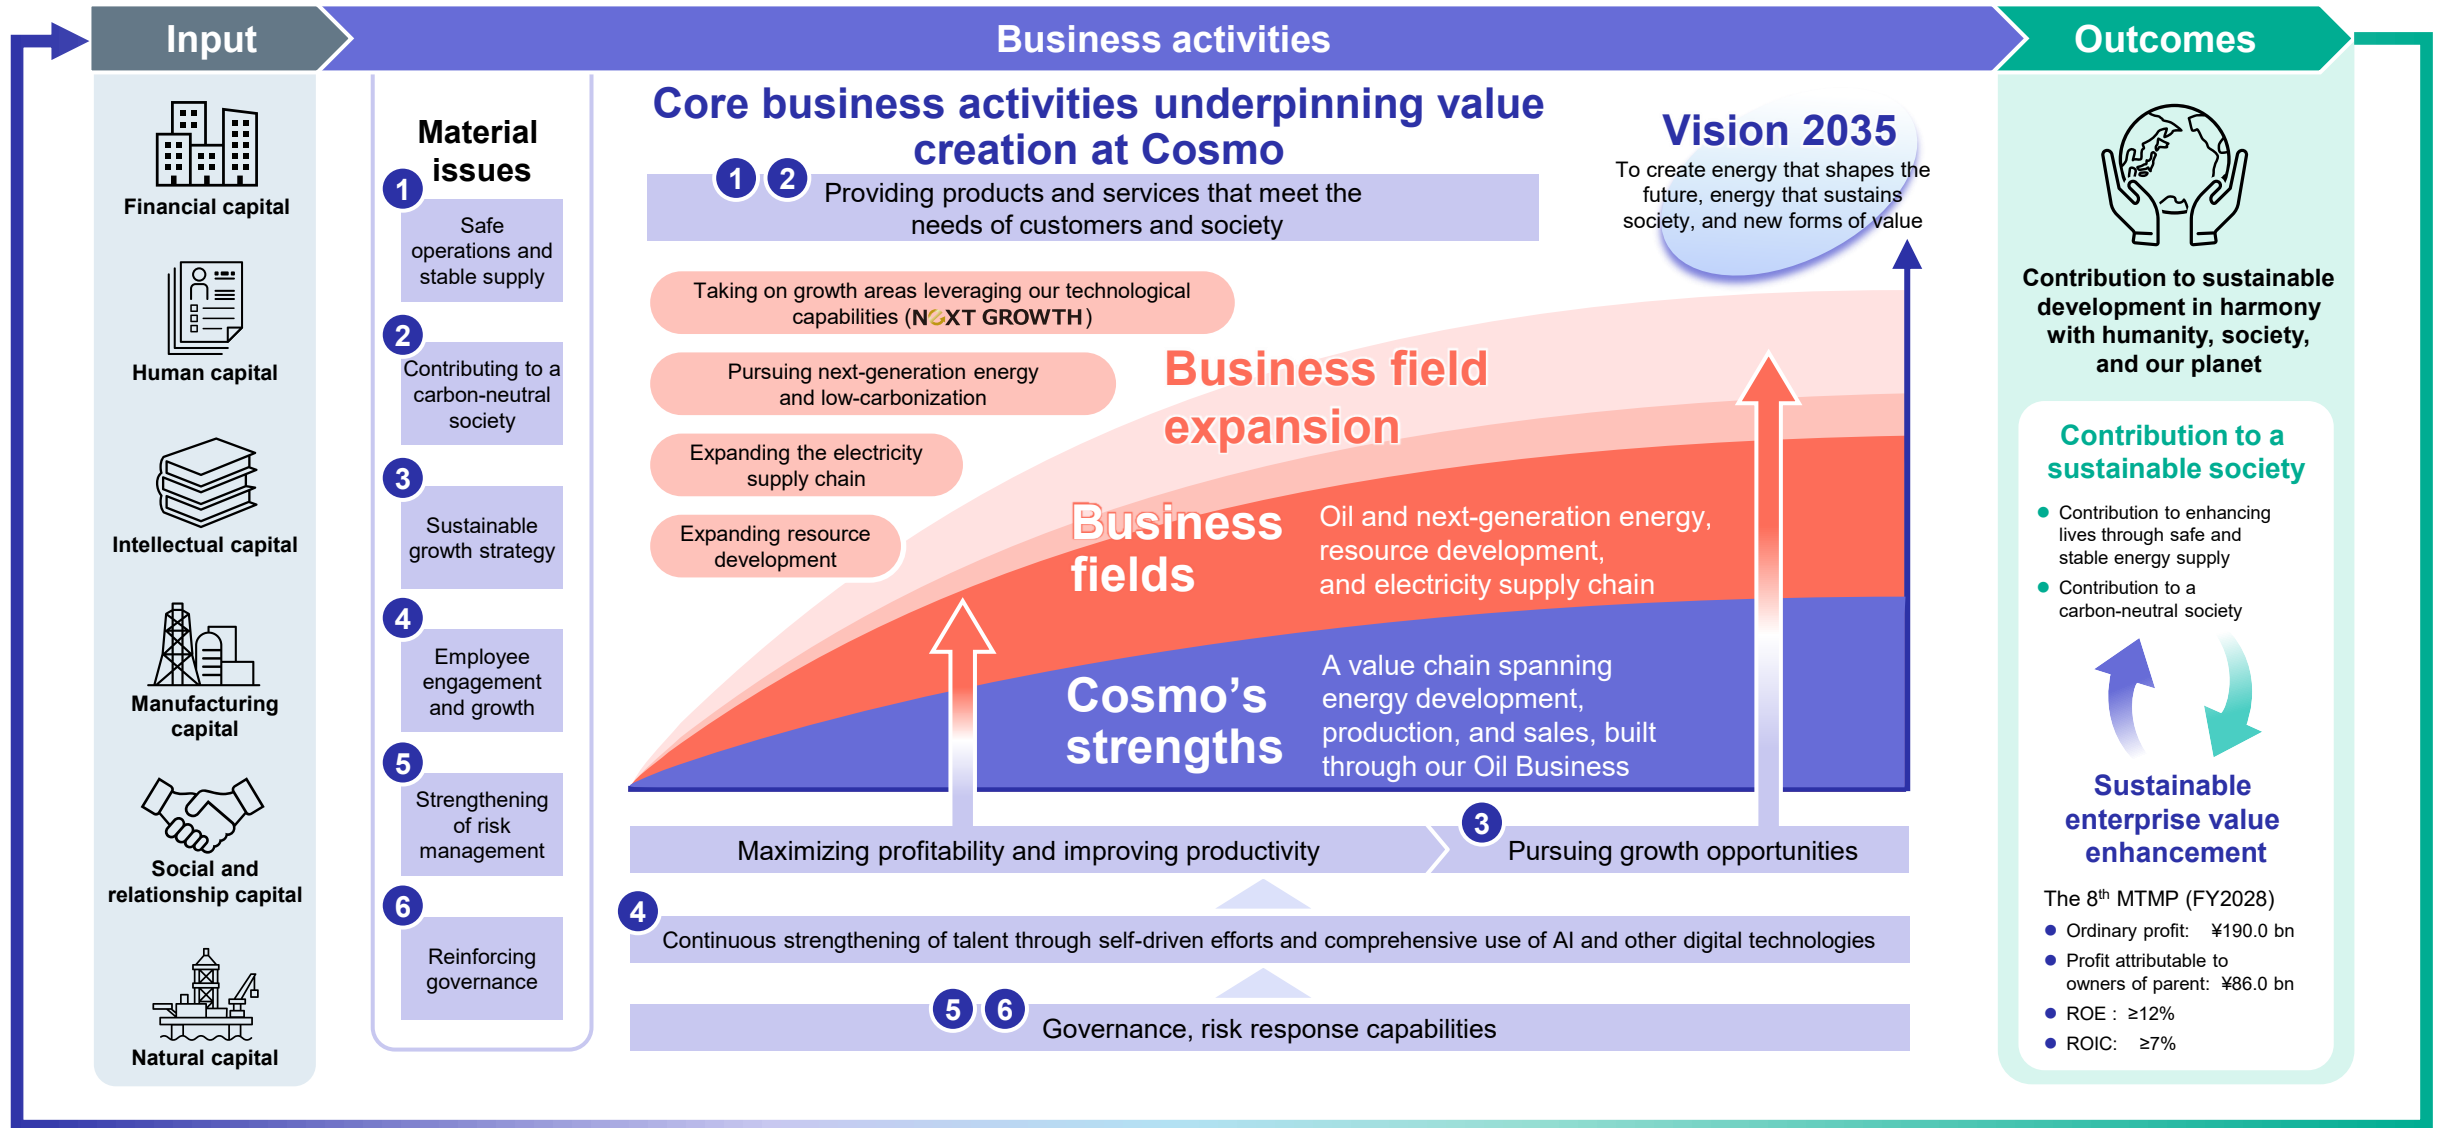 Input
Business activities
Outcomes
Financial capital
Human capital
Intellectual capital
Manufacturing
capital
Social and
relationship capital
Natural capital
Material
issues
1
Safe
operations and
stable supply
2
Contributing to a
carbon-neutral
society
3
Sustainable
growth strategy
4
Employee
engagement
and growth
5
Strengthening
of risk
management
6
Reinforcing
governance
Core business activities underpinning value
creation at Cosmo
1 2
Providing products and services that meet the
needs of customers and society
Vision 2035
To create energy that shapes the
future, energy that sustains
society, and new forms of value
Taking on growth areas leveraging our technological
capabilities (NEXT GROWTH)
Pursuing next-generation energy
and low-carbonization
Expanding the electricity
supply chain
Expanding resource
development
Business field
expansion
Business
fields
Oil and next-generation energy,
resource development,
and electricity supply chain
Cosmo’s
strengths
A value chain spanning
energy development,
production, and sales, built
through our Oil Business
Maximizing profitability and improving productivity
3
Pursuing growth opportunities
4
Continuous strengthening of talent through self-driven efforts and comprehensive use of AI and other digital technologies
5 6
Governance, risk response capabilities
Contribution to sustainable
development in harmony
with humanity, society,
and our planet
Contribution to a
sustainable society
● Contribution to enhancing
lives through safe and
stable energy supply
● Contribution to a
carbon-neutral society
Sustainable
enterprise value
enhancement
The 8th MTMP (FY2028)
● Ordinary profit: ¥190.0 bn
● Profit attributable to
owners of parent: ¥86.0 bn
● ROE : ≥12%
● ROIC: ≥7%